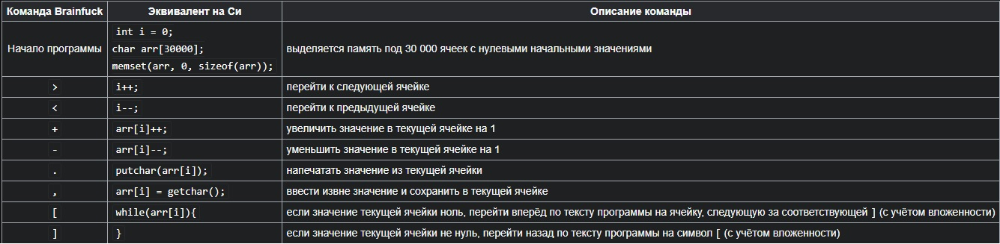 Команда Brainfuck Эквивалент на Си Описание команды
Начало программы int i = 0;
char arr[30000];
memset(arr, 0, sizeof(arr)); выделяется память под 30 000 ячеек с нулевыми начальными значениями
> i++; перейти к следующей ячейке
< i--; перейти к предыдущей ячейке
+ arr[i]++; увеличить значение в текущей ячейке на 1
- arr[i]--; уменьшить значение в текущей ячейке на 1
. putchar(arr[i]); напечатать значение из текущей ячейки
, arr[i] = getchar(); ввести извне значение и сохранить в текущей ячейке
[ while(arr[i]){ если значение текущей ячейки ноль, перейти вперёд по тексту программы на ячейку, следующую за соответствующей ] (с учётом вложенности)
] } если значение текущей ячейки не нуль, перейти назад по тексту программы на символ [ (с учётом вложенности)